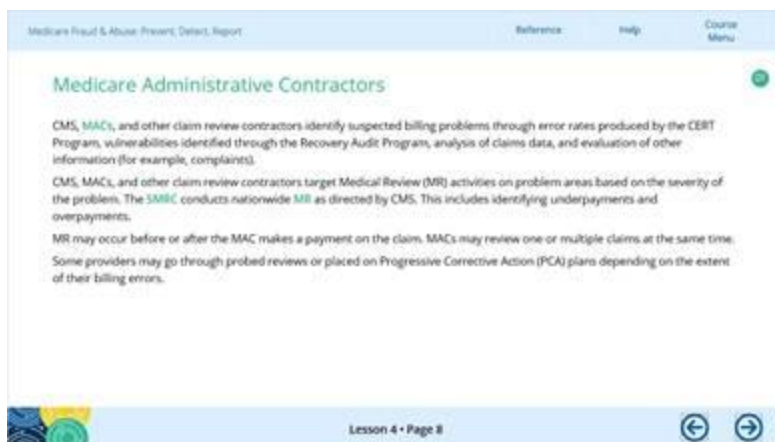 Medicare Fraud & Abuse: Prevent, Detect, Report
Reference
Help
Course
Menu
Medicare Administrative Contractors
CMS, MACs, and other claim review contractors identify suspected billing problems through error rates produced by the CERT
Program, vulnerabilities identified through the Recovery Audit Program, analysis of claims data, and evaluation of other
information (for example, complaints).
CMS, MACs, and other claim review contractors target Medical Review (MR) activities on problem areas based on the severity of
the problem. The SMRC conducts nationwide MR as directed by CMS. This includes identifying underpayments and
overpayments.
MR may occur before or after the MAC makes a payment on the claim. MACs may review one or multiple claims at the same time.
Some providers may go through probed reviews or placed on Progressive Corrective Action (PCA) plans depending on the extent
of their billing errors.
Lesson 4 • Page 8